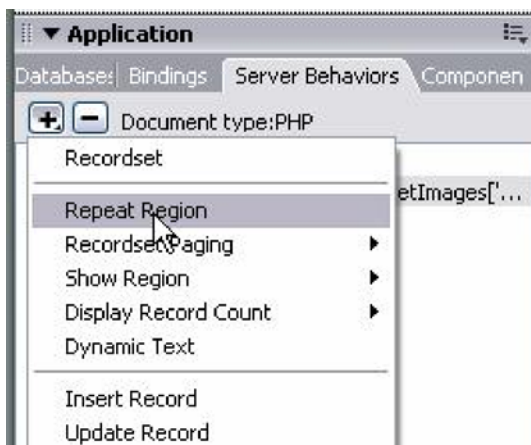 Application
Databases Bindings Server Behaviors Componen
Document type:PHP
Recordset
etImages['...
Repeat Region
Recordset Paging
Show Region
Display Record Count
Dynamic Text
Insert Record
Update Record